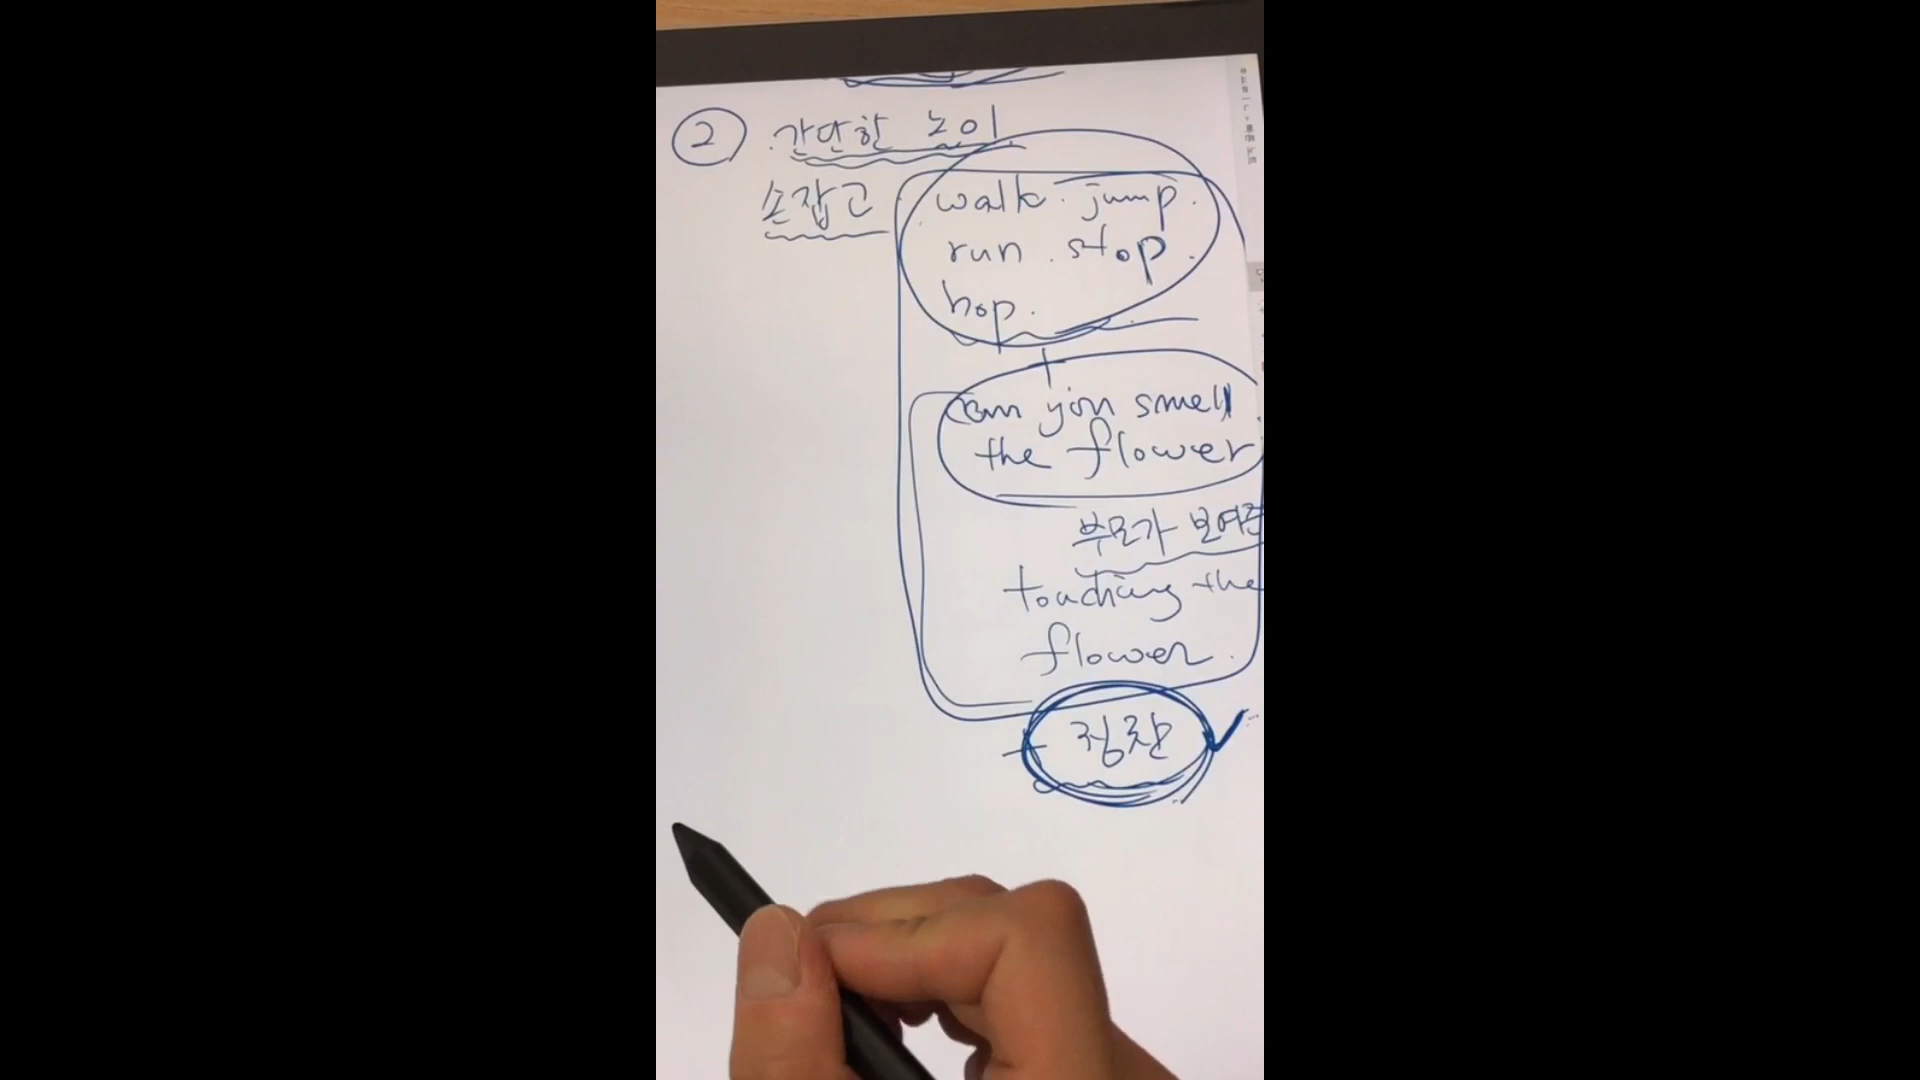 ② 간단한 놀이
손잡고 walk. jump.
run. stop.
hop.
+
can you smell
the flower
부모가 보여준
touching the
flower.
+ 칭찬 ✓